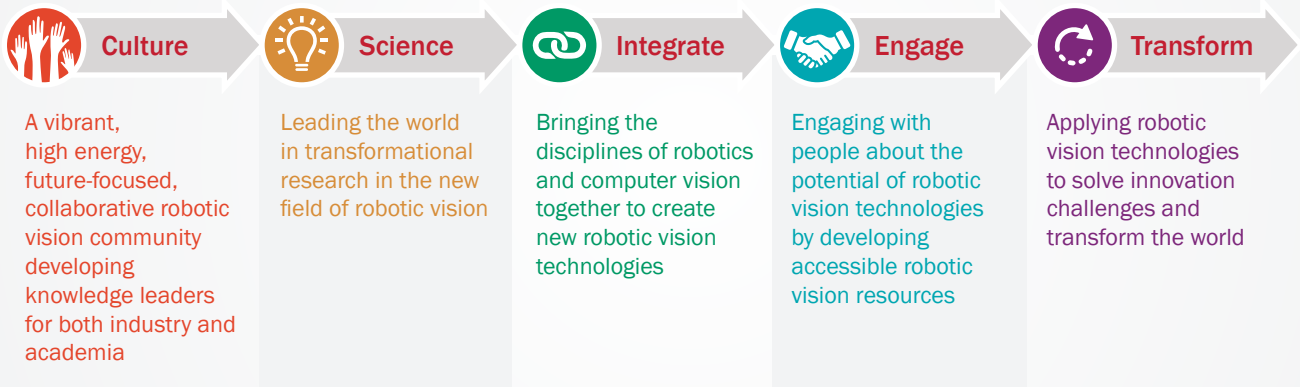 Culture
A vibrant,
high energy,
future-focused,
collaborative robotic
vision community
developing
knowledge leaders
for both industry and
academia
Science
Leading the world
in transformational
research in the new
field of robotic vision
Integrate
Bringing the
disciplines of robotics
and computer vision
together to create
new robotic vision
technologies
Engage
Engaging with
people about the
potential of robotic
vision technologies
by developing
accessible robotic
vision resources
Transform
Applying robotic
vision technologies
to solve innovation
challenges and
transform the world